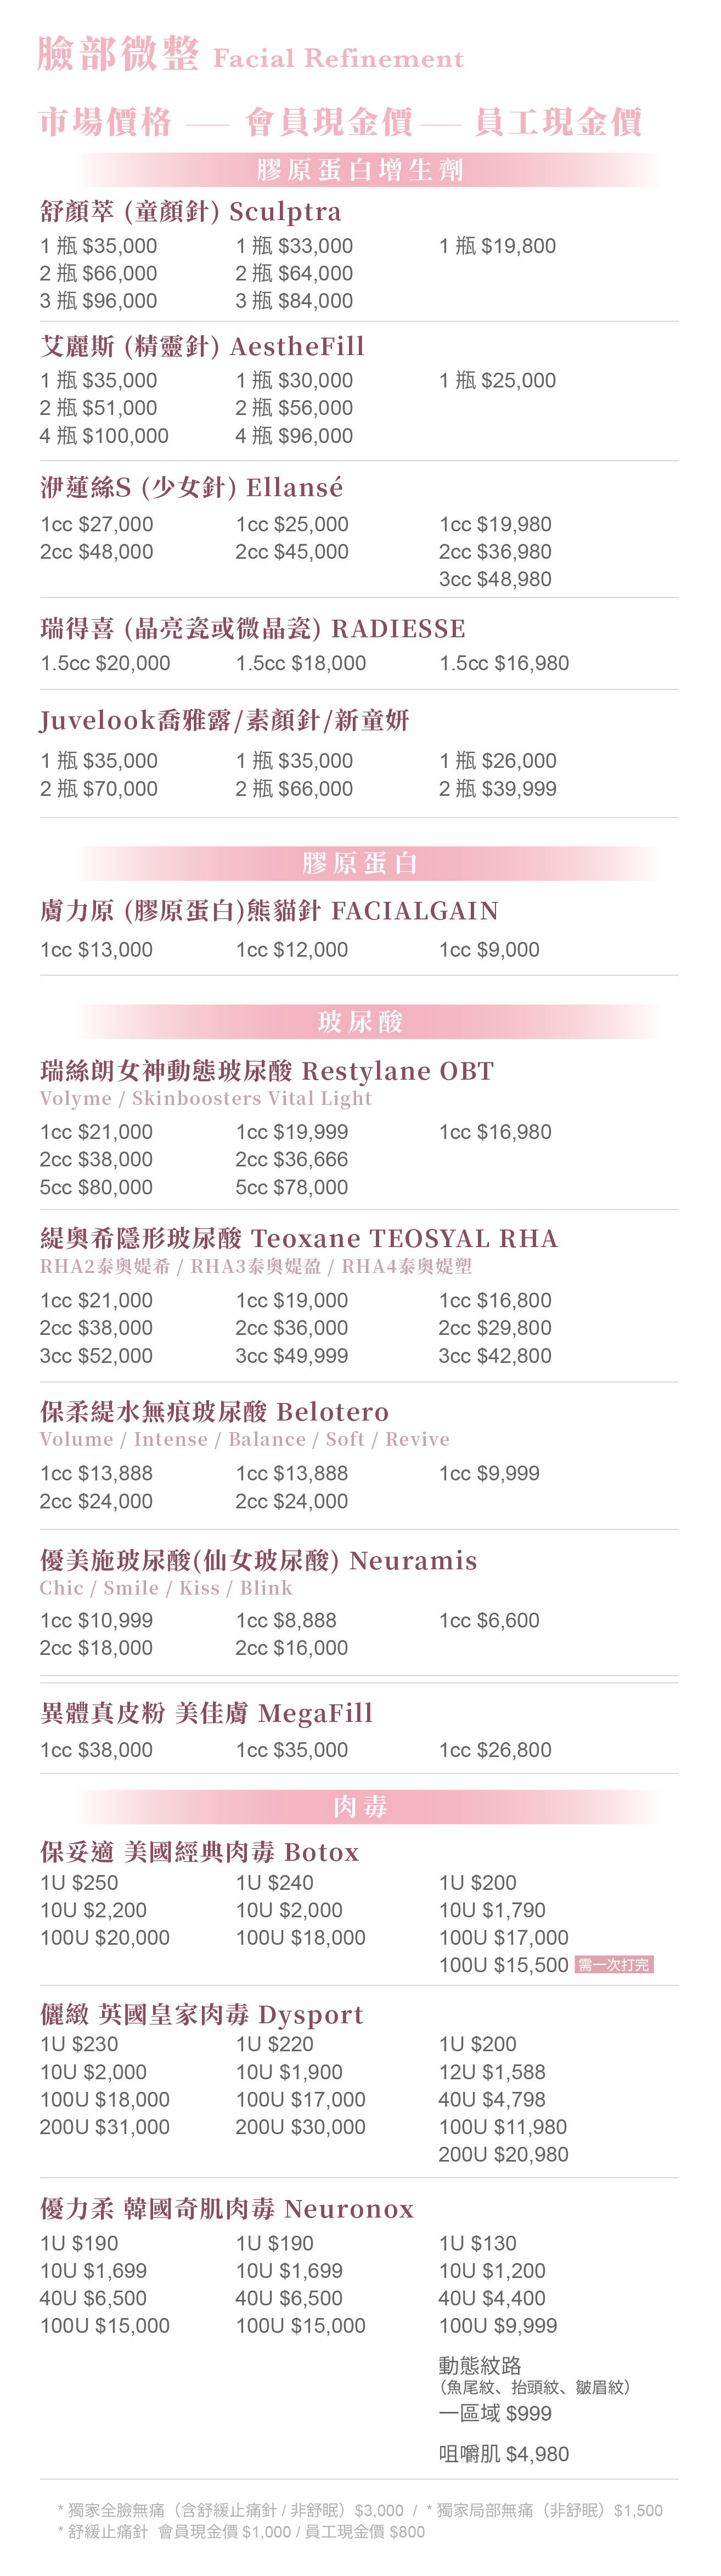 臉部微整 Facial Refinement
市場價格 —— 會員現金價 —— 員工現金價
膠原蛋白增生劑
舒顏萃 (童顏針) Sculptra
1 瓶 $35,000 1 瓶 $33,000 1 瓶 $19,800
2 瓶 $66,000 2 瓶 $64,000
3 瓶 $96,000 3 瓶 $84,000
艾麗斯 (精靈針) AestheFill
1 瓶 $35,000 1 瓶 $30,000 1 瓶 $25,000
2 瓶 $51,000 2 瓶 $56,000
4 瓶 $100,000 4 瓶 $96,000
洢蓮絲S (少女針) Ellansé
1cc $27,000 1cc $25,000 1cc $19,980
2cc $48,000 2cc $45,000 2cc $36,980
3cc $48,980
瑞得喜 (晶亮瓷或微晶瓷) RADIESSE
1.5cc $20,000 1.5cc $18,000 1.5cc $16,980
Juvelook喬雅露/素顏針/新童妍
1 瓶 $35,000 1 瓶 $35,000 1 瓶 $26,000
2 瓶 $70,000 2 瓶 $66,000 2 瓶 $39,999
膠原蛋白
膚力原 (膠原蛋白)熊貓針 FACIALGAIN
1cc $13,000 1cc $12,000 1cc $9,000
玻尿酸
瑞絲朗女神動態玻尿酸 Restylane OBT
Volyme / Skinboosters Vital Light
1cc $21,000 1cc $19,999 1cc $16,980
2cc $38,000 2cc $36,666
5cc $80,000 5cc $78,000
緹奧希隱形玻尿酸 Teoxane TEOSYAL RHA
RHA2泰奧媞希 / RHA3泰奧媞盈 / RHA4泰奧媞塑
1cc $21,000 1cc $19,000 1cc $16,800
2cc $38,000 2cc $36,000 2cc $29,800
3cc $52,000 3cc $49,999 3cc $42,800
保柔緹水無痕玻尿酸 Belotero
Volume / Intense / Balance / Soft / Revive
1cc $13,888 1cc $13,888 1cc $9,999
2cc $24,000 2cc $24,000
優美施玻尿酸(仙女玻尿酸) Neuramis
Chic / Smile / Kiss / Blink
1cc $10,999 1cc $8,888 1cc $6,600
2cc $18,000 2cc $16,000
異體真皮粉 美佳膚 MegaFill
1cc $38,000 1cc $35,000 1cc $26,800
肉毒
保妥適 美國經典肉毒 Botox
1U $250 1U $240 1U $200
10U $2,200 10U $2,000 10U $1,790
100U $20,000 100U $18,000 100U $17,000
100U $15,500 需一次打完
儷緻 英國皇家肉毒 Dysport
1U $230 1U $220 1U $200
10U $2,000 10U $1,900 12U $1,588
100U $18,000 100U $17,000 40U $4,798
200U $31,000 200U $30,000 100U $11,980
200U $20,980
優力柔 韓國奇肌肉毒 Neuronox
1U $190 1U $190 1U $130
10U $1,699 10U $1,699 10U $1,200
40U $6,500 40U $6,500 40U $4,400
100U $15,000 100U $15,000 100U $9,999
動態紋路
（魚尾紋、抬頭紋、皺眉紋）
一區域 $999
咀嚼肌 $4,980
* 獨家全臉無痛（含舒緩止痛針 / 非舒眠）$3,000 / * 獨家局部無痛（非舒眠）$1,500
* 舒緩止痛針 會員現金價 $1,000 / 員工現金價 $800